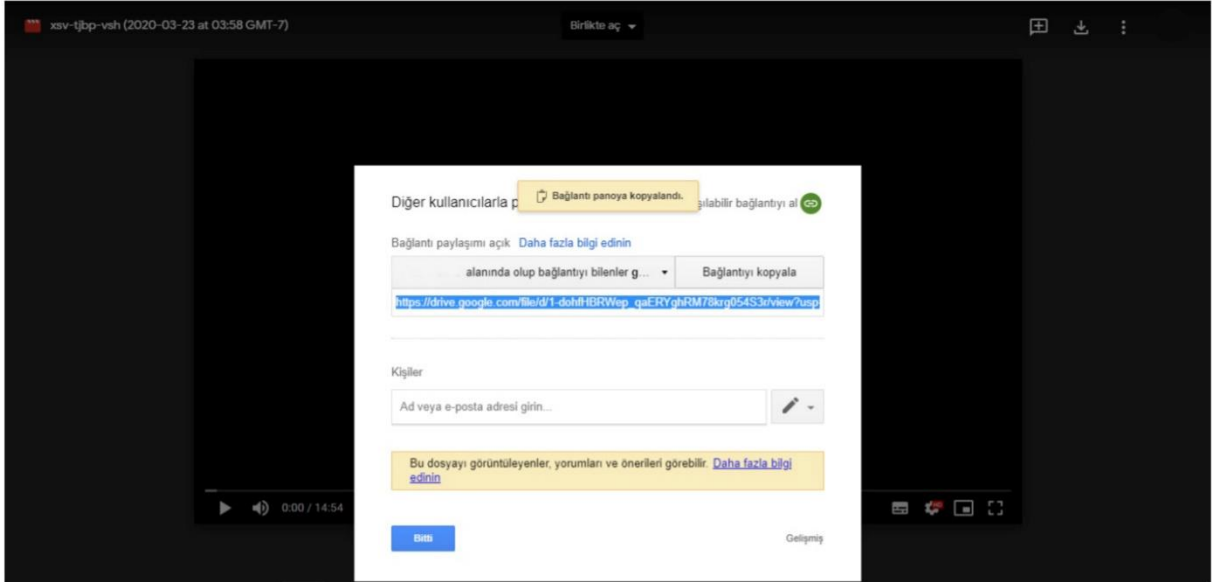 xsv-tjbp-vsh (2020-03-23 at 03:58 GMT-7)
Birlikte aç
Diğer kullanıcılarla p
Bağlantı panoya kopyalandı.
şılabilir bağlantıyı al
Bağlantı paylaşımı açık Daha fazla bilgi edinin
alanında olup bağlantıyı bilenler g...
Bağlantıyı kopyala
https://drive.google.com/file/d/1-dohfHBRWep_qaERYghRM78krg054S3r/view?usp
Kişiler
Ad veya e-posta adresi girin...
Bu dosyayı görüntüleyenler, yorumları ve önerileri görebilir. Daha fazla bilgi
edinin
0:00 / 14:54
HD
Bitti
Gelişmiş